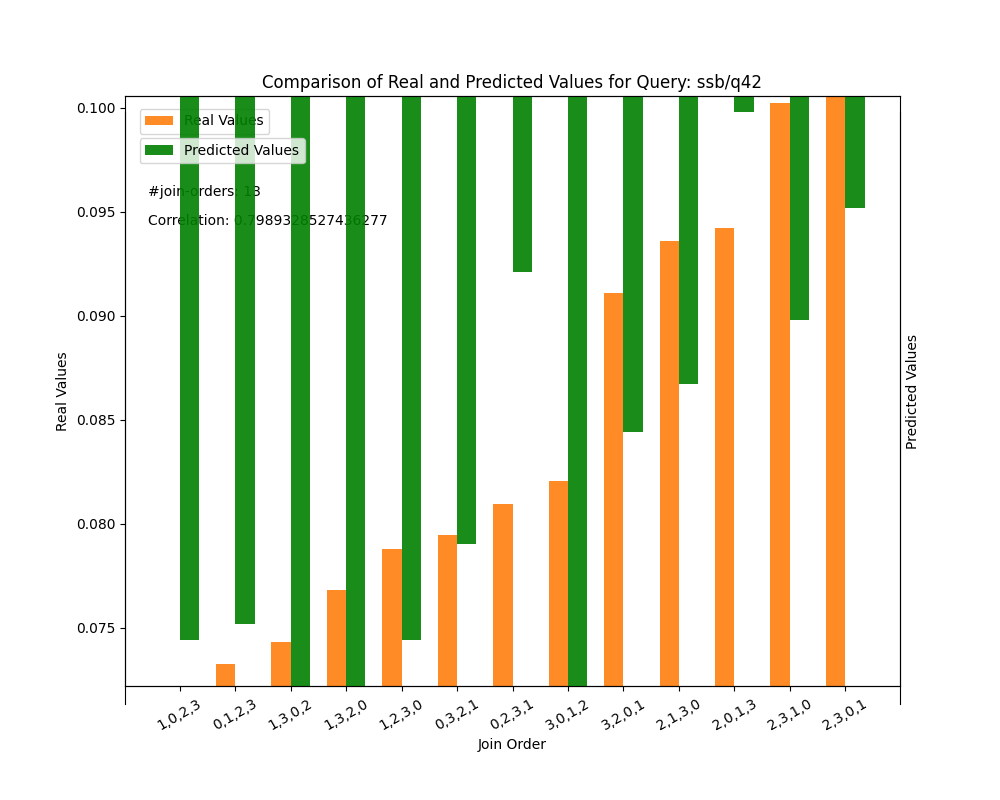 Comparison of Real and Predicted Values for Query: ssb/q42
0.100
0.095
0.090
0.085
0.080
0.075
Real Values
Real Values
Predicted Values
#join-orders: 13
Correlation: 0.7989328527436277
Predicted Values
1,0,2,3
0,1,2,3
1,3,0,2
1,3,2,0
1,2,3,0
0,3,2,1
0,2,3,1
3,0,1,2
3,2,0,1
2,1,3,0
2,0,1,3
2,3,1,0
2,3,0,1
Join Order